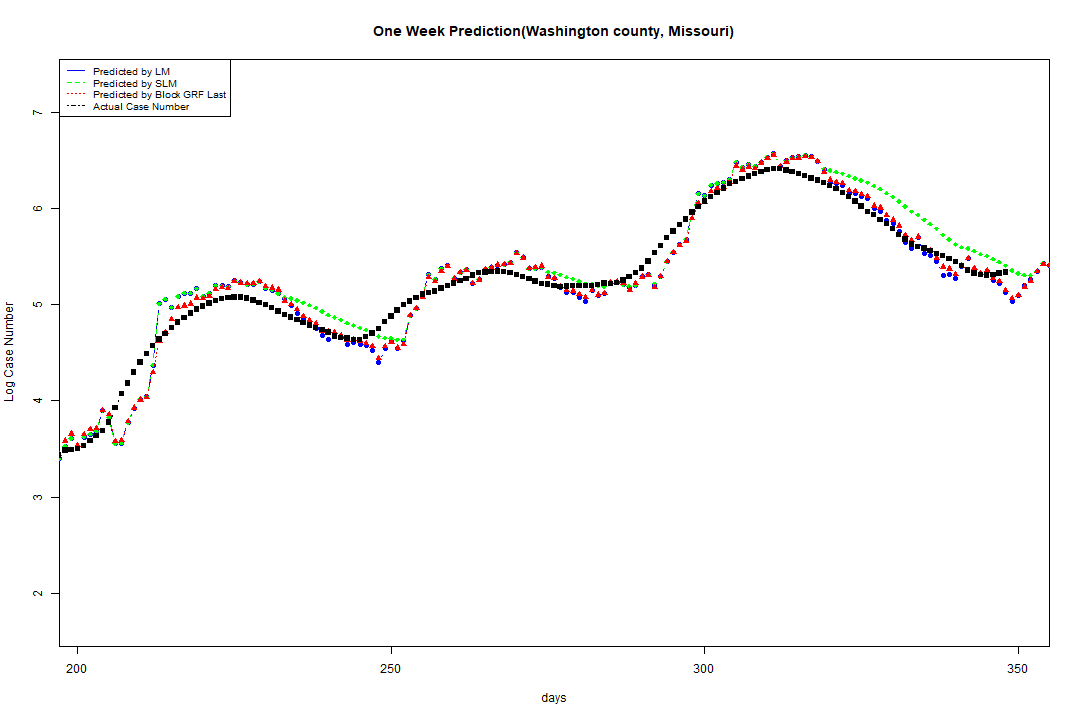 One Week Prediction(Washington county, Missouri)
Predicted by LM
Predicted by SLM
Predicted by Block GRF Last
Actual Case Number
7
6
5
4
3
2
Log Case Number
200 250 300 350
days